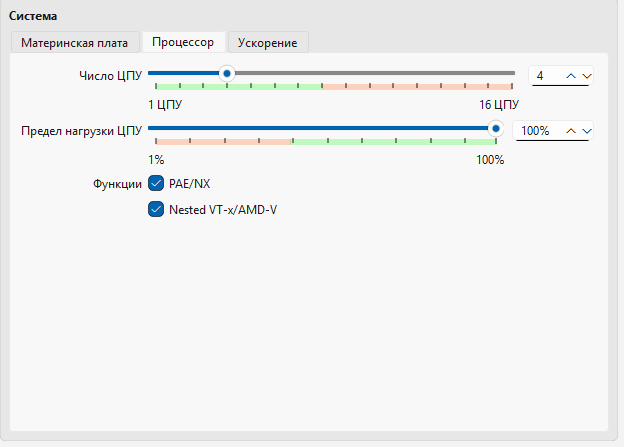 Система
Материнская плата Процессор Ускорение
Число ЦПУ 4
1 ЦПУ 16 ЦПУ
Предел нагрузки ЦПУ 100%
1% 100%
Функции PAE/NX
Nested VT-x/AMD-V